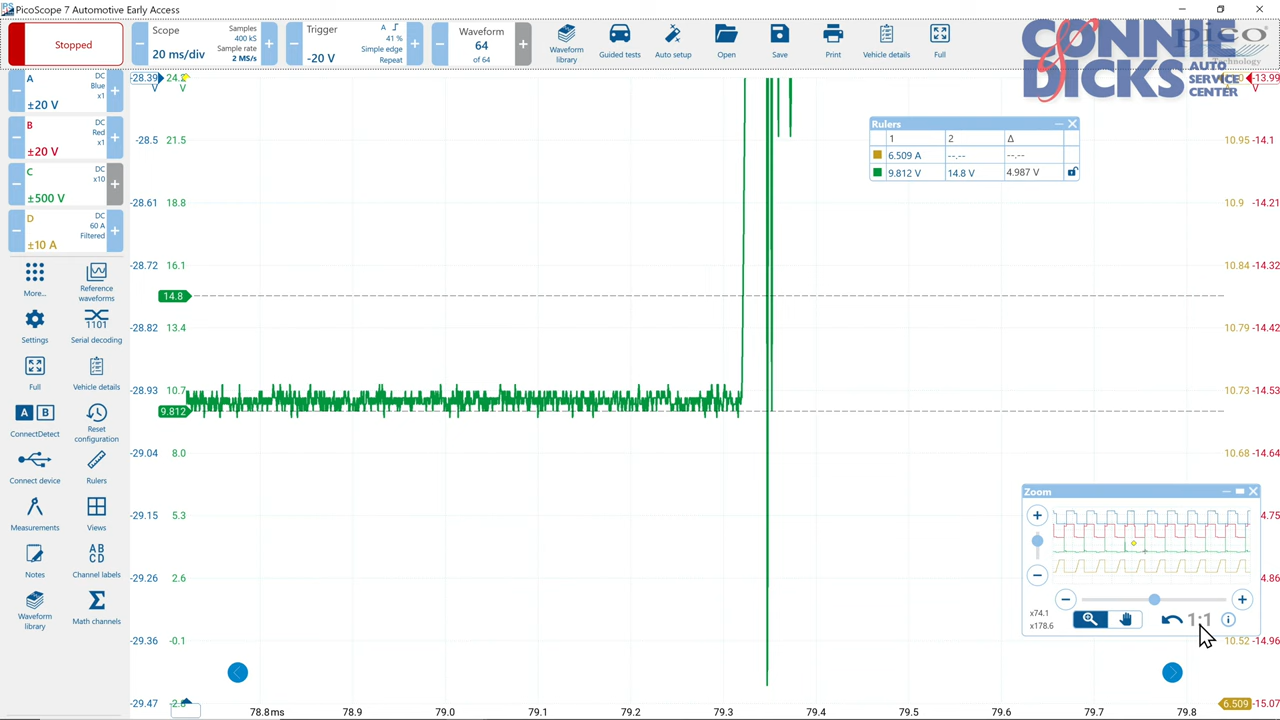 PicoScope 7 Automotive Early Access
Stopped
Scope
20 ms/div
Samples
400 kS
Sample rate
2 MS/s
Trigger
-20 V
A
41 %
Simple edge
Repeat
Waveform
64
of 64
Waveform
library
Guided tests
Auto setup
Open
Save
Print
Vehicle details
Full
CONNIE
& DICKS
AUTO
SERVICE
CENTER
pico
Technology
A
DC
Blue
x1
±20 V
B
DC
Red
x1
±20 V
C
DC
x10
±500 V
D
DC
60 A
Filtered
±10 A
More...
Reference
waveforms
1101
Settings
Serial decoding
Full
Vehicle details
A B
ConnectDetect
Reset
configuration
Connect device
Rulers
Measurements
Views
AB
CD
Notes
Channel labels
Waveform
library
Math channels
-28.39
V
24.2
V
-28.5 21.5
-28.61 18.8
-28.72 16.1
14.8
-28.82 13.4
-28.93 10.7
9.812
-29.04 8.0
-29.15 5.3
-29.26 2.6
-29.36 -0.1
-29.47
78.8ms 78.9 79.0 79.1 79.2 79.3 79.4 79.5 79.6 79.7 79.8
Rulers
1 2 Δ
6.509 A --.-- --.--
9.812 V 14.8 V 4.987 V
-13.99
V
10.95 -14.1
10.9 -14.21
10.84 -14.32
10.79 -14.42
10.73 -14.53
10.68 -14.64
4.75
4.86
10.52 -14.96
6.509 -15.07
Zoom
x74.1
x178.6
1:1